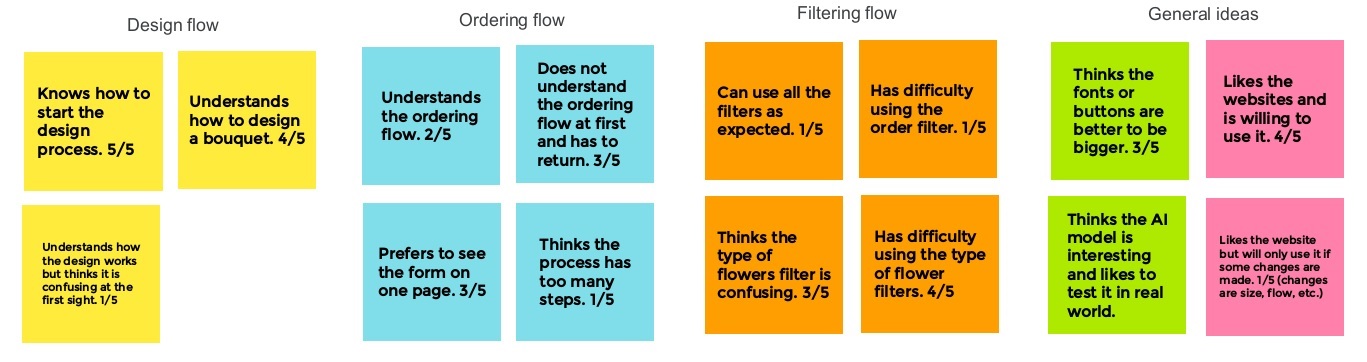 Design flow
Knows how to
start the
design
process. 5/5
Understands
how to design
a bouquet. 4/5
Understands how
the design works
but thinks it is
confusing at the
first sight. 1/5
Ordering flow
Understands
the ordering
flow. 2/5
Does not
understand
the ordering
flow at first
and has to
return. 3/5
Prefers to see
the form on
one page. 3/5
Thinks the
process has
too many
steps. 1/5
Filtering flow
Can use all the
filters as
expected. 1/5
Has difficulty
using the
order filter. 1/5
Thinks the
type of
flowers filter is
confusing. 3/5
Has difficulty
using the type
of flower
filters. 4/5
General ideas
Thinks the
fonts or
buttons are
better to be
bigger. 3/5
Likes the
websites and
is willing to
use it. 4/5
Thinks the AI
model is
interesting
and likes to
test it in real
world.
Likes the website
but will only use it if
some changes are
made. 1/5 (changes
are size, flow, etc.)